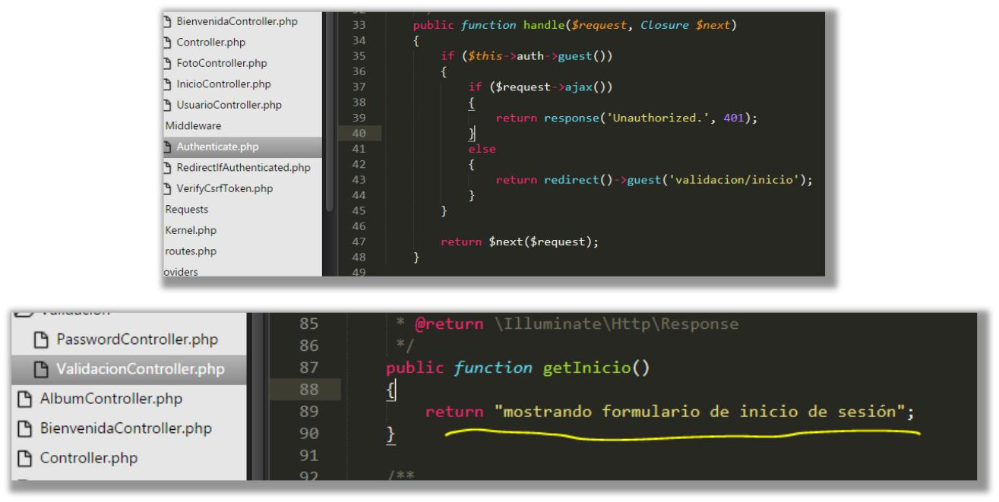 BienvenidaController.php
Controller.php
FotoController.php
InicioController.php
UsuarioController.php
Middleware
Authenticate.php
RedirectIfAuthenticated.php
VerifyCsrfToken.php
Requests
Kernel.php
routes.php
oviders
32
33 public function handle($request, Closure $next)
34 {
35 if ($this->auth->guest())
36 {
37 if ($request->ajax())
38 {
39 return response('Unauthorized.', 401);
40 }
41 else
42 {
43 return redirect()->guest('validacion/inicio');
44 }
45 }
46
47 return $next($request);
48 }
49
Validacion
PasswordController.php
ValidacionController.php
AlbumController.php
BienvenidaController.php
Controller.php
85 * @return \Illuminate\Http\Response
86 */
87 public function getInicio()
88 {
89 return "mostrando formulario de inicio de sesión";
90 }
91
92 /**